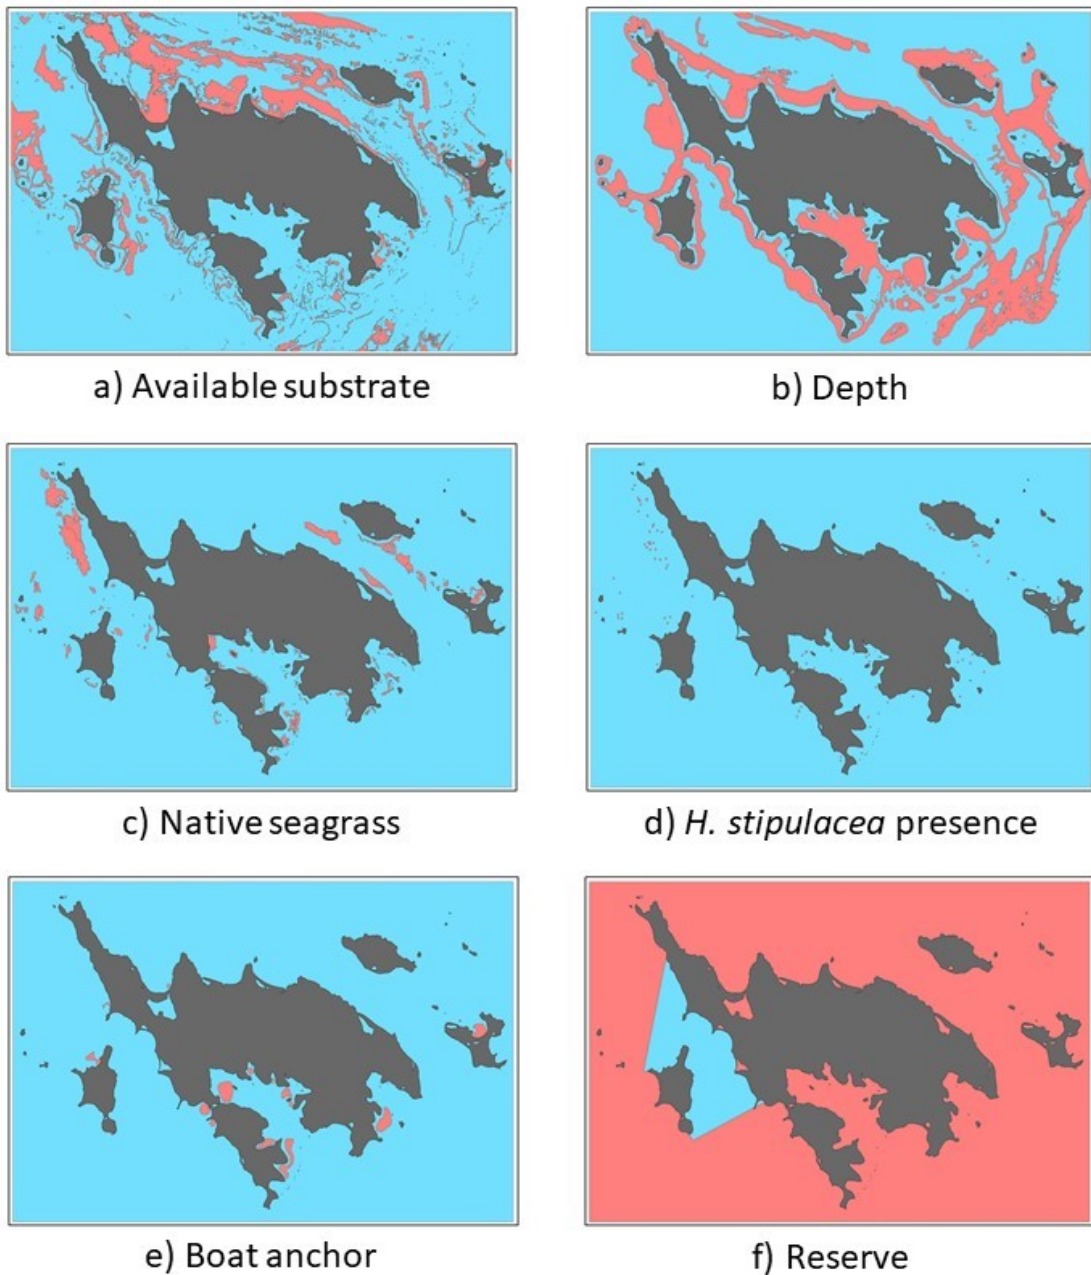 a) Available substrate
b) Depth
c) Native seagrass
d) H. stipulacea presence
e) Boat anchor
f) Reserve